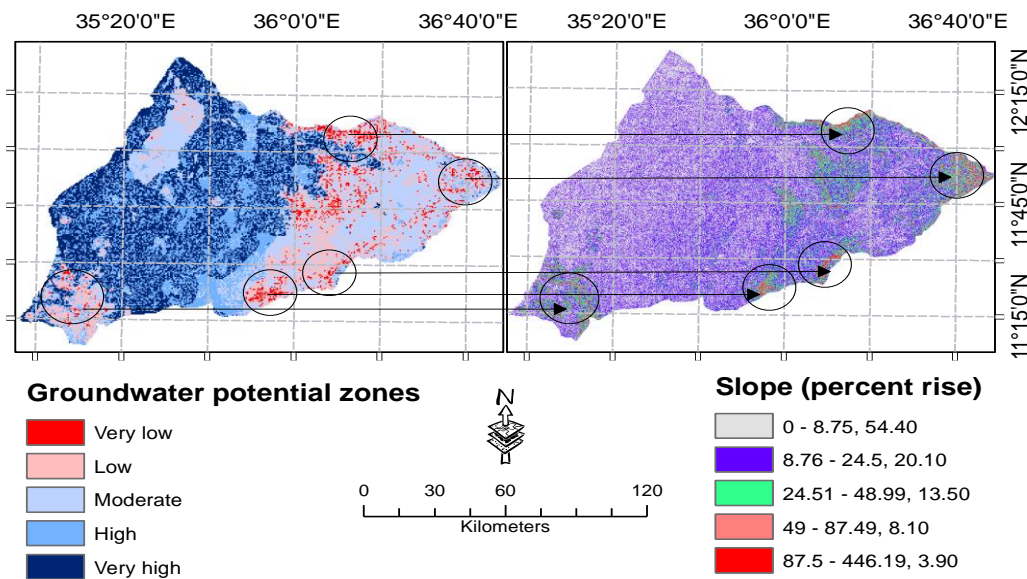 35°20'0"E 36°0'0"E 36°40'0"E 35°20'0"E 36°0'0"E 36°40'0"E
12°15'0"N
11°45'0"N
11°15'0"N
Groundwater potential zones
Very low
Low
Moderate
High
Very high
N
0 30 60 120
Kilometers
Slope (percent rise)
0 - 8.75, 54.40
8.76 - 24.5, 20.10
24.51 - 48.99, 13.50
49 - 87.49, 8.10
87.5 - 446.19, 3.90